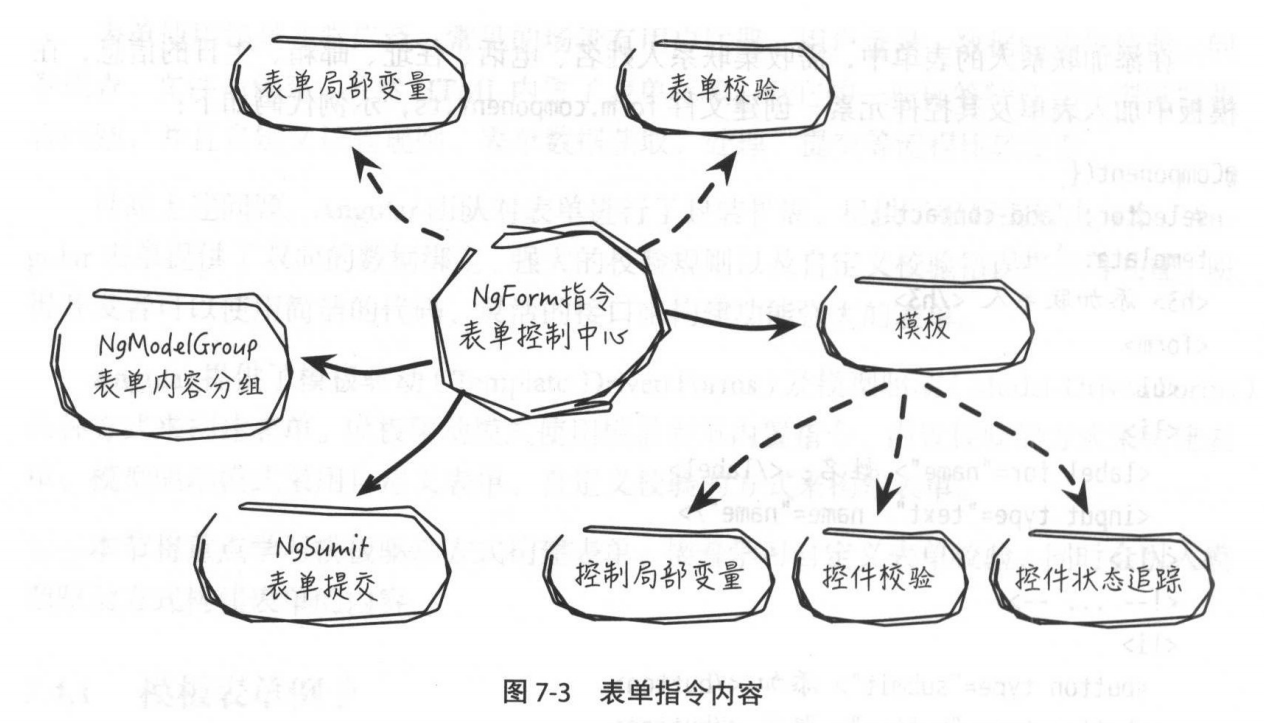 表单局部变量
表单校验
NgForm指令
表单控制中心
模板
NgModelGroup
表单内容分组
NgSumit
表单提交
控制局部变量
控件校验
控件状态追踪
图 7-3 表单指令内容